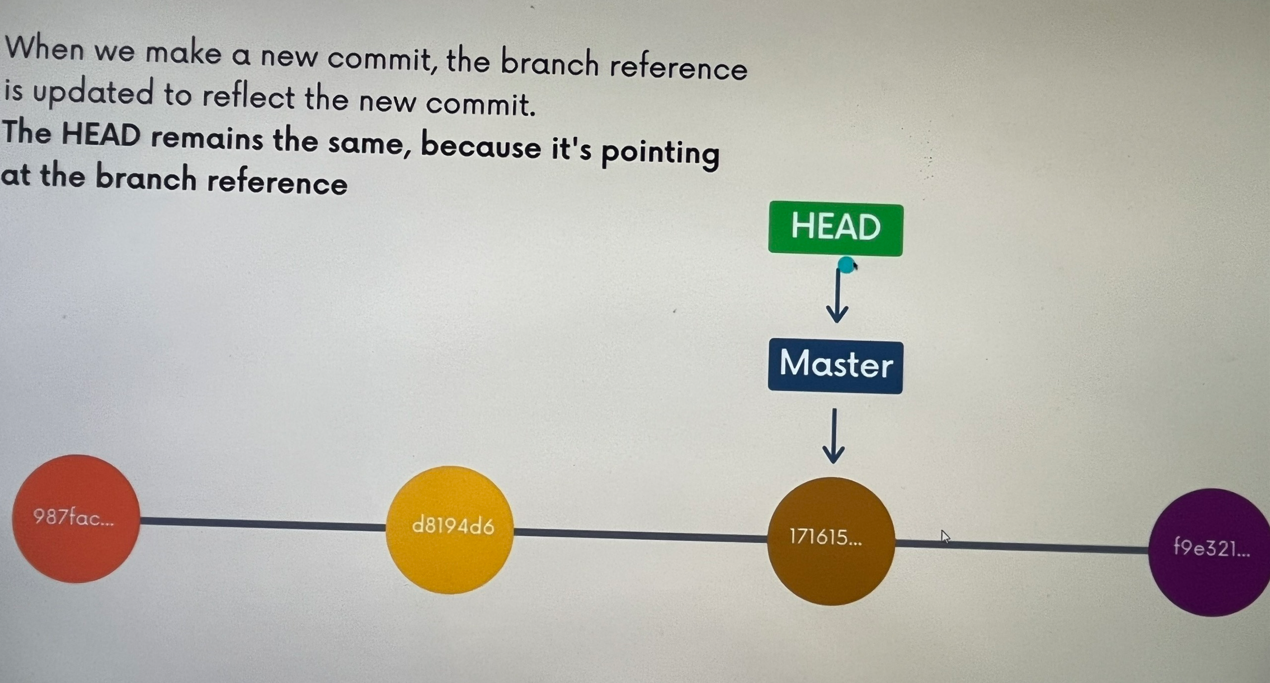 When we make a new commit, the branch reference
is updated to reflect the new commit.
The HEAD remains the same, because it's pointing
at the branch reference
HEAD
Master
987fac...
d8194d6
171615...
f9e321...